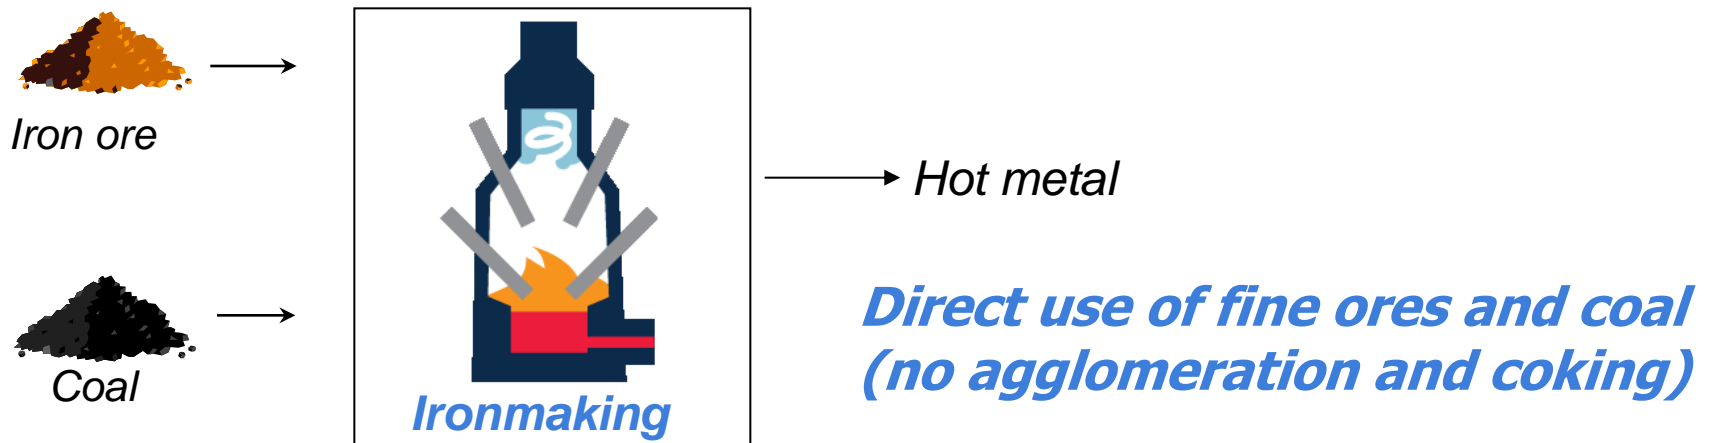 Iron ore
Coal
Ironmaking
Hot metal
Direct use of fine ores and coal
(no agglomeration and coking)